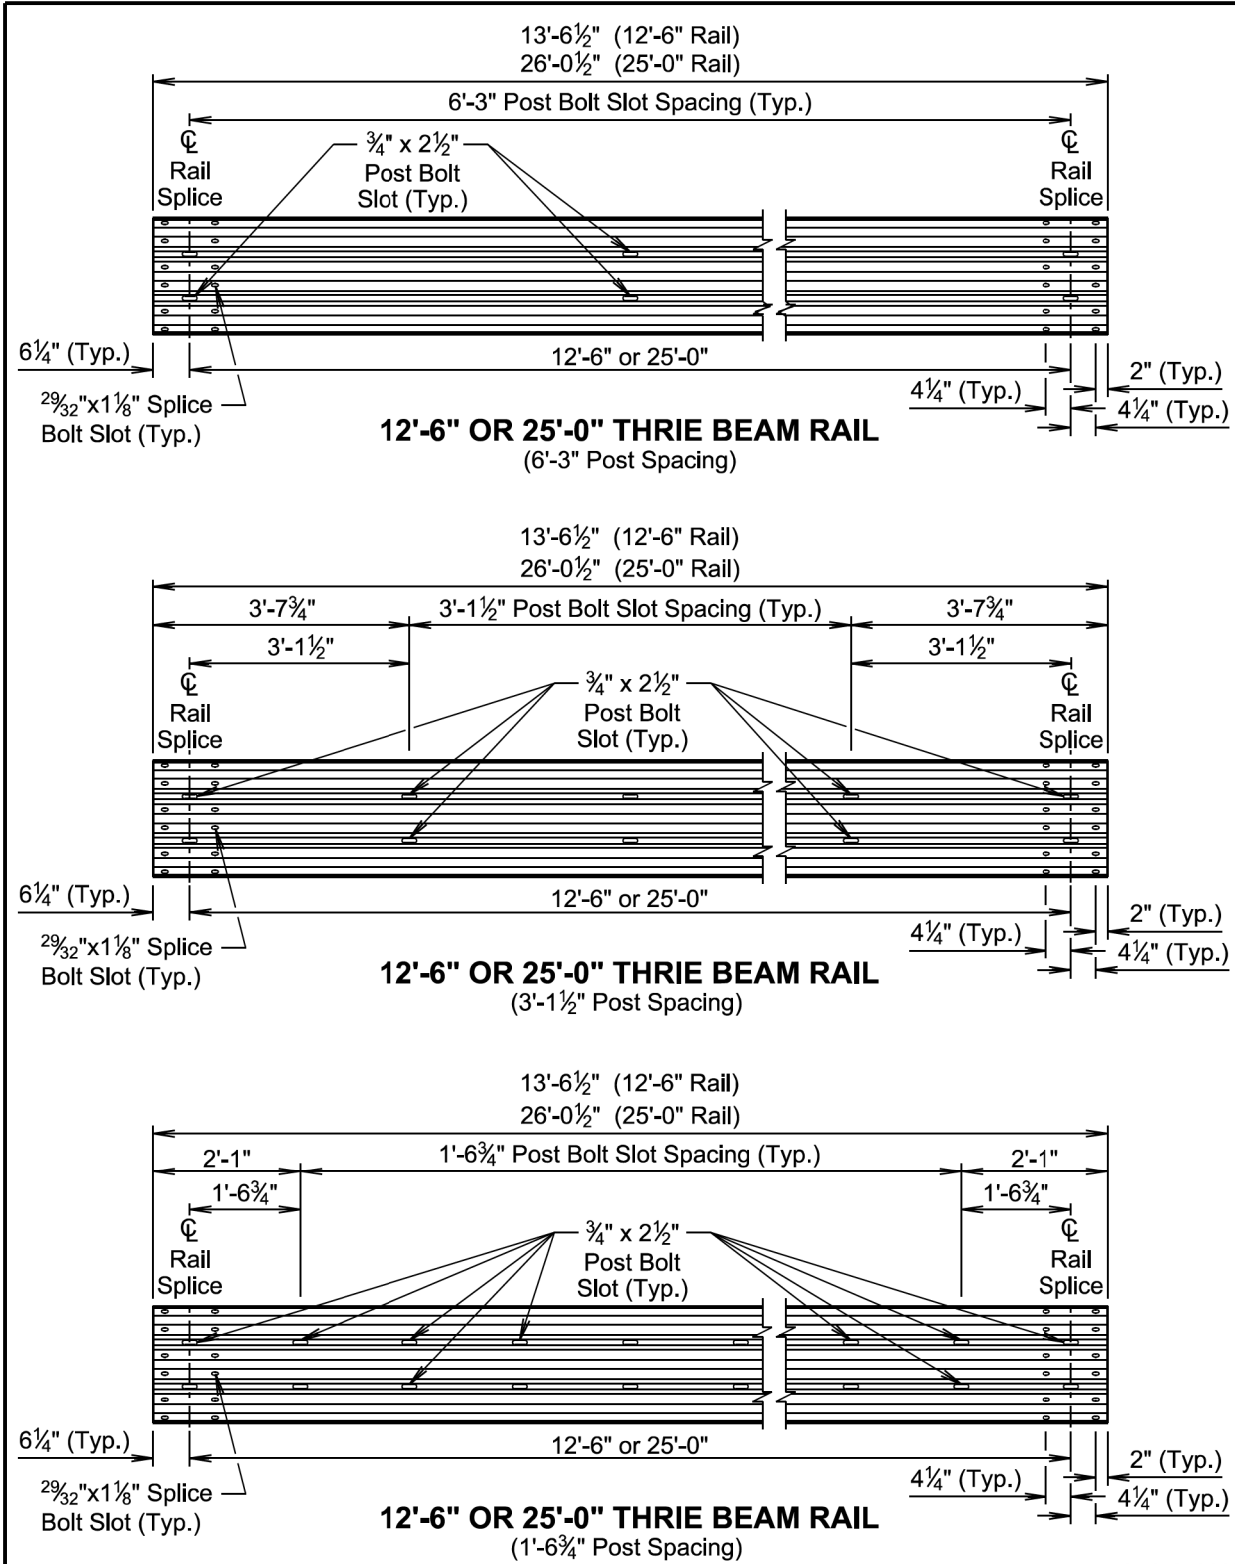 13'-6½" (12'-6" Rail)
26'-0½" (25'-0" Rail)
6'-3" Post Bolt Slot Spacing (Typ.)
℄
Rail
Splice
¾" x 2½"
Post Bolt
Slot (Typ.)
℄
Rail
Splice
6¼" (Typ.)
12'-6" or 25'-0"
2" (Typ.)
4¼" (Typ.)
4¼" (Typ.)
29⁄32"x1⅛" Splice
Bolt Slot (Typ.)
12'-6" OR 25'-0" THRIE BEAM RAIL
(6'-3" Post Spacing)
13'-6½" (12'-6" Rail)
26'-0½" (25'-0" Rail)
3'-7¾"
3'-1½" Post Bolt Slot Spacing (Typ.)
3'-7¾"
3'-1½"
3'-1½"
℄
Rail
Splice
¾" x 2½"
Post Bolt
Slot (Typ.)
℄
Rail
Splice
6¼" (Typ.)
12'-6" or 25'-0"
2" (Typ.)
4¼" (Typ.)
4¼" (Typ.)
29⁄32"x1⅛" Splice
Bolt Slot (Typ.)
12'-6" OR 25'-0" THRIE BEAM RAIL
(3'-1½" Post Spacing)
13'-6½" (12'-6" Rail)
26'-0½" (25'-0" Rail)
2'-1"
1'-6¾" Post Bolt Slot Spacing (Typ.)
2'-1"
1'-6¾"
1'-6¾"
℄
Rail
Splice
¾" x 2½"
Post Bolt
Slot (Typ.)
℄
Rail
Splice
6¼" (Typ.)
12'-6" or 25'-0"
2" (Typ.)
4¼" (Typ.)
4¼" (Typ.)
29⁄32"x1⅛" Splice
Bolt Slot (Typ.)
12'-6" OR 25'-0" THRIE BEAM RAIL
(1'-6¾" Post Spacing)